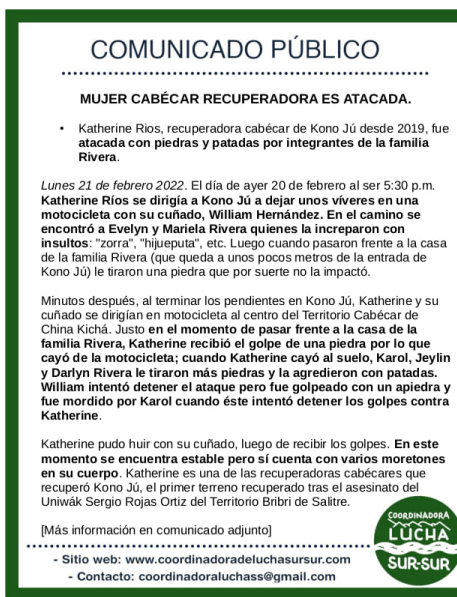 COMUNICADO PÚBLICO
MUJER CABÉCAR RECUPERADORA ES ATACADA.
• Katherine Rios, recuperadora cabécar de Kono Jú desde 2019, fue
atacada con piedras y patadas por integrantes de la familia
Rivera.
Lunes 21 de febrero 2022. El día de ayer 20 de febrero al ser 5:30 p.m.
Katherine Ríos se dirigía a Kono Jú a dejar unos víveres en una
motocicleta con su cuñado, William Hernández. En el camino se
encontró a Evelyn y Mariela Rivera quienes la increparon con
insultos: "zorra", "hijueputa", etc. Luego cuando pasaron frente a la casa
de la familia Rivera (que queda a unos pocos metros de la entrada de
Kono Jú) le tiraron una piedra que por suerte no la impactó.
Minutos después, al terminar los pendientes en Kono Jú, Katherine y su
cuñado se dirigían en motocicleta al centro del Territorio Cabécar de
China Kichá. Justo en el momento de pasar frente a la casa de la
familia Rivera, Katherine recibió el golpe de una piedra por lo que
cayó de la motocicleta; cuando Katherine cayó al suelo, Karol, Jeylin
y Darlyn Rivera le tiraron más piedras y la agredieron con patadas.
William intentó detener el ataque pero fue golpeado con un apiedra y
fue mordido por Karol cuando éste intentó detener los golpes contra
Katherine.
Katherine pudo huir con su cuñado, luego de recibir los golpes. En este
momento se encuentra estable pero sí cuenta con varios moretones
en su cuerpo. Katherine es una de las recuperadoras cabécares que
recuperó Kono Jú, el primer terreno recuperado tras el asesinato del
Uniwák Sergio Rojas Ortiz del Territorio Bribri de Salitre.
[Más información en comunicado adjunto]
- Sitio web: www.coordinadoradeluchasursur.com
- Contacto: coordinadoraluchass@gmail.com
COORDINADORA
LUCHA
SUR-SUR